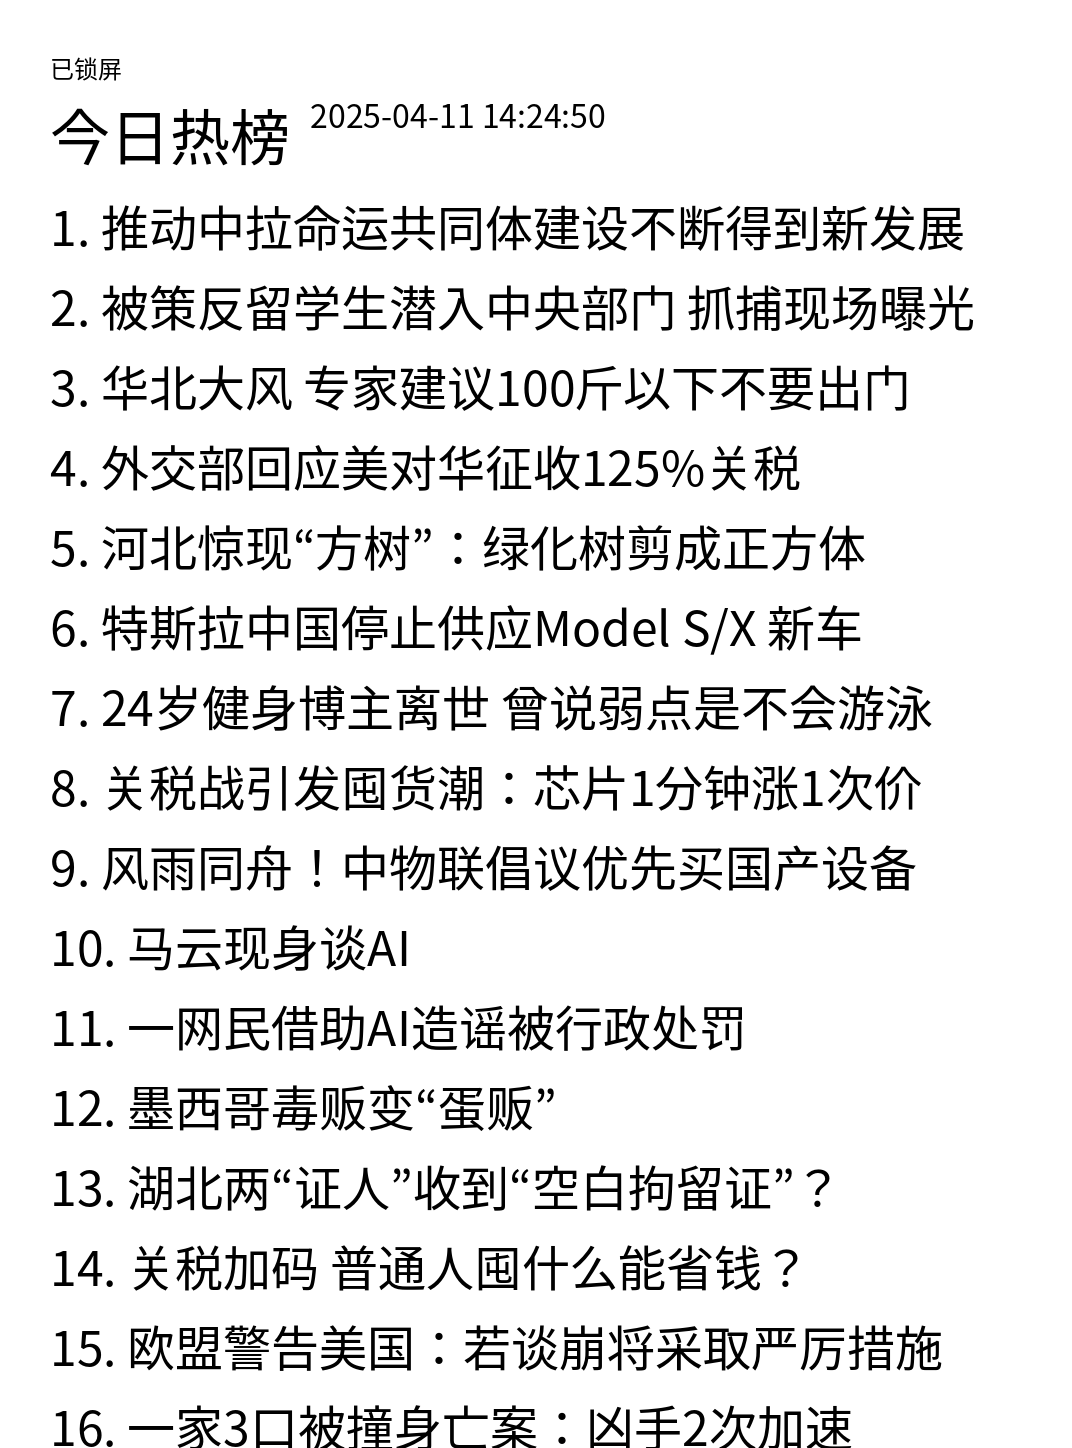 已锁屏
今日热榜 2025-04-11 14:24:50
1. 推动中拉命运共同体建设不断得到新发展
2. 被策反留学生潜入中央部门 抓捕现场曝光
3. 华北大风 专家建议100斤以下不要出门
4. 外交部回应美对华征收125%关税
5. 河北惊现“方树”：绿化树剪成正方体
6. 特斯拉中国停止供应Model S/X 新车
7. 24岁健身博主离世 曾说弱点是不会游泳
8. 关税战引发囤货潮：芯片1分钟涨1次价
9. 风雨同舟！中物联倡议优先买国产设备
10. 马云现身谈AI
11. 一网民借助AI造谣被行政处罚
12. 墨西哥毒贩变“蛋贩”
13. 湖北两“证人”收到“空白拘留证”？
14. 关税加码 普通人囤什么能省钱？
15. 欧盟警告美国：若谈崩将采取严厉措施
16. 一家3口被撞身亡案：凶手2次加速